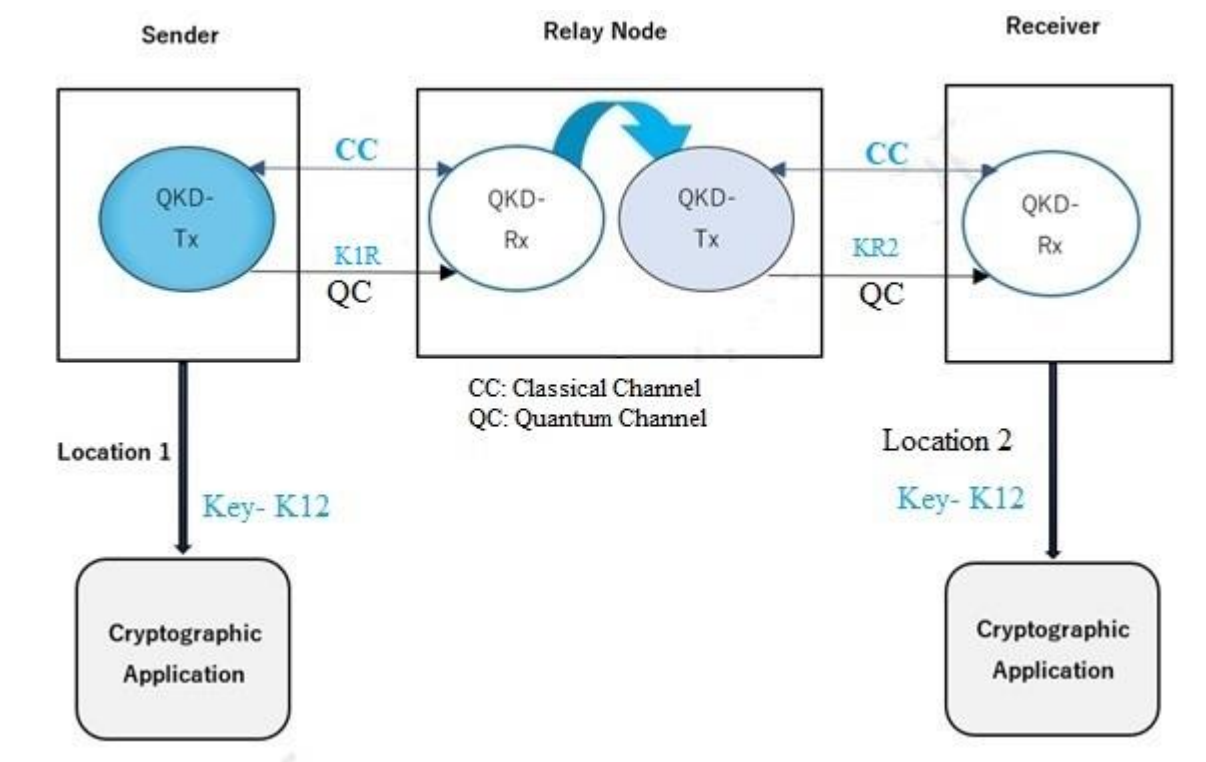 Sender
Relay Node
Receiver
CC
CC
QKD-
Tx
QKD-
Rx
QKD-
Tx
QKD-
Rx
K1R
QC
KR2
QC
CC: Classical Channel
QC: Quantum Channel
Location 1
Location 2
Key- K12
Key- K12
Cryptographic
Application
Cryptographic
Application